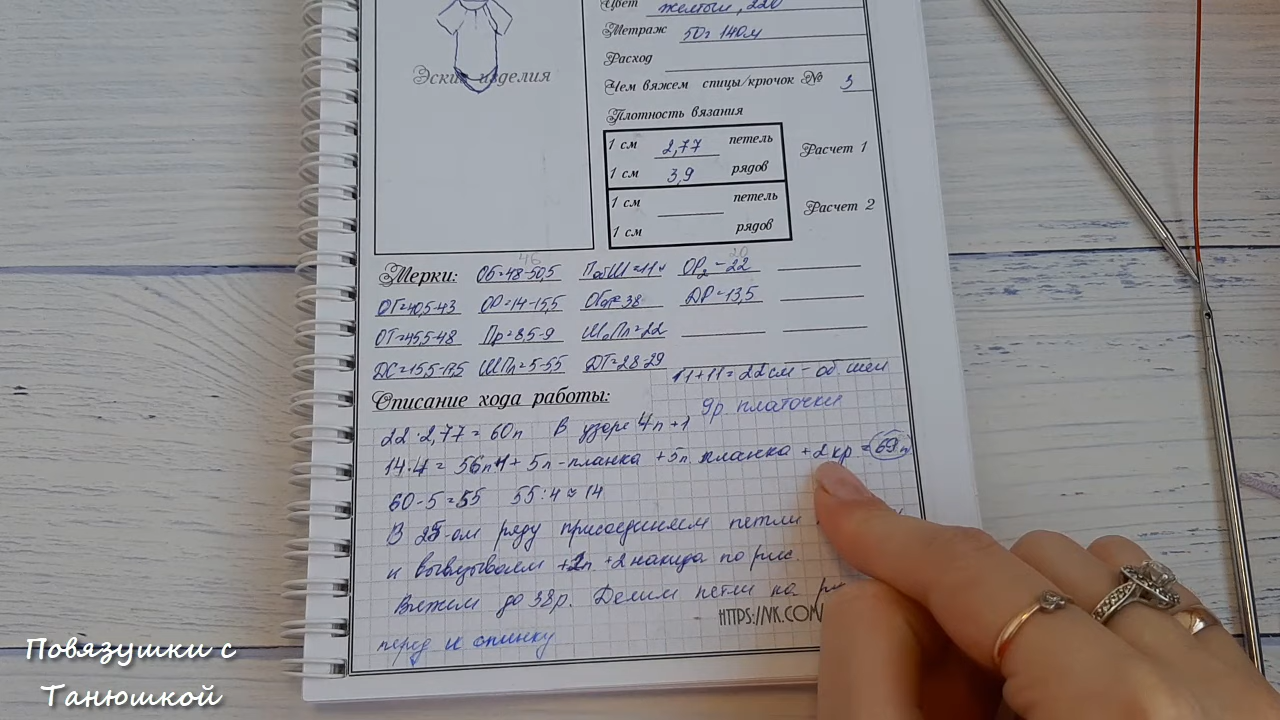 Цвет желтый, 220
Метраж 50г 140м
Расход
Чем вяжем спицы/крючок № 3
Эскиз изделия
Плотность вязания
1 см 2,77 петель
1 см 3,9 рядов
Расчет 1
1 см петель
1 см рядов
Расчет 2
46
20
Мерки: ОБ=48-50,5 ПобШ=11 ОР2=22
ОГ=40,5-43 ОР=14-15,5 38 ДР=13,5
ОТ=45,5-48 Пр=8,5-9 ШоПл=22
ДС=15,5-17,5 ШПл=5-5,5 ДТ=28-29
11+11=22см - об. шеи
Описание хода работы:
9р. платочки
22·2,77=60п В узоре 4п+1
14·4=56п+1+5п-планка +5п планка +2кр =69п
60-5=55 55:4≈14
В 25-ом ряду присоединяем петли
и вывязываем +2 накида по рис.
Вяжем до 38р. Делим петли на
перед и спинку
HTTPS://VK.COM/
Повязушки с
Танюшкой